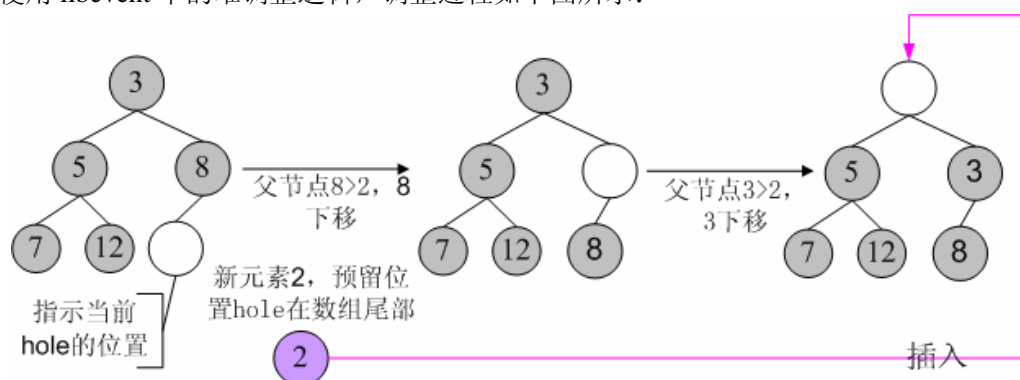 使用 libevent 中的堆调整逻辑，调整过程如下图所示：
3
3
5
8
5
5
3
父节点8>2，8
下移
父节点3>2，
3下移
7
12
7
12
8
7
12
8
新元素2，预留位
置hole在数组尾部
指示当前
hole的位置
2
插入